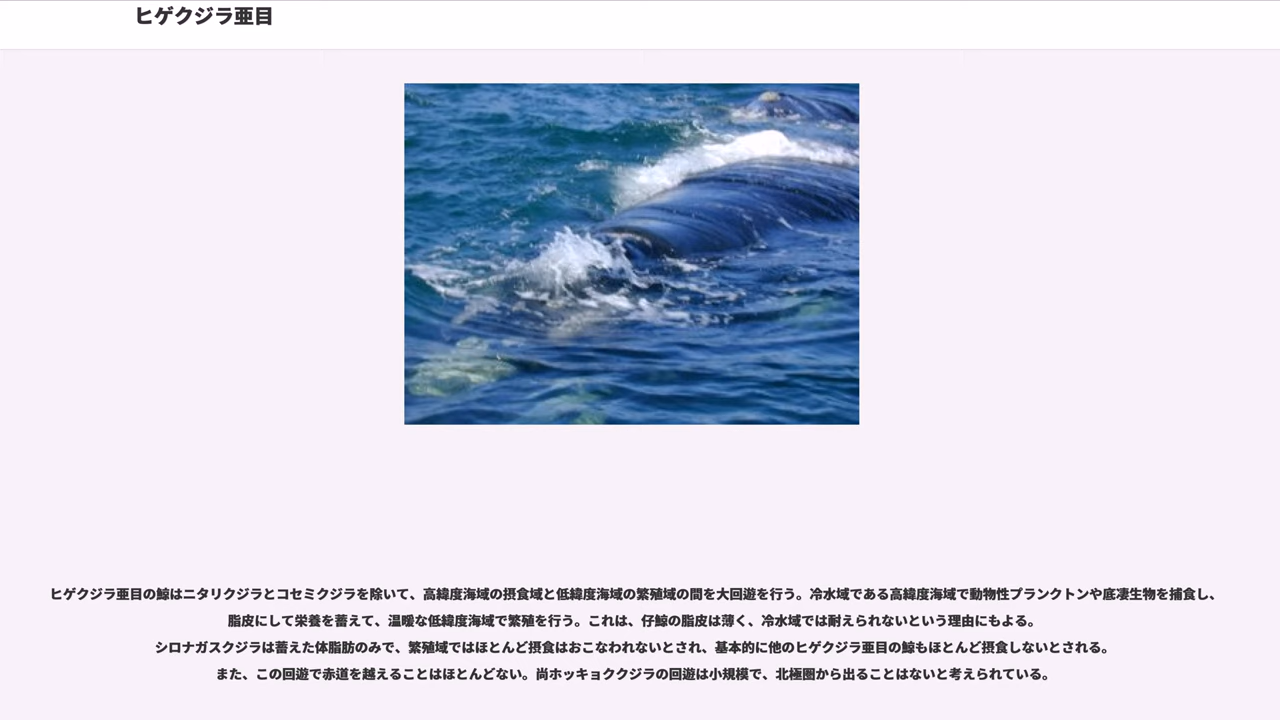 ヒゲクジラ亜目
ヒゲクジラ亜目の鯨はニタリクジラとコセミクジラを除いて、高緯度海域の摂食域と低緯度海域の繁殖域の間を大回遊を行う。冷水域である高緯度海域で動物性プランクトンや底凄生物を捕食し、
脂皮にして栄養を蓄えて、温暖な低緯度海域で繁殖を行う。これは、仔鯨の脂皮は薄く、冷水域では耐えられないという理由にもよる。
シロナガスクジラは蓄えた体脂肪のみで、繁殖域ではほとんど摂食はおこなわれないとされ、基本的に他のヒゲクジラ亜目の鯨もほとんど摂食しないとされる。
また、この回遊で赤道を越えることはほとんどない。尚ホッキョククジラの回遊は小規模で、北極圏から出ることはないと考えられている。